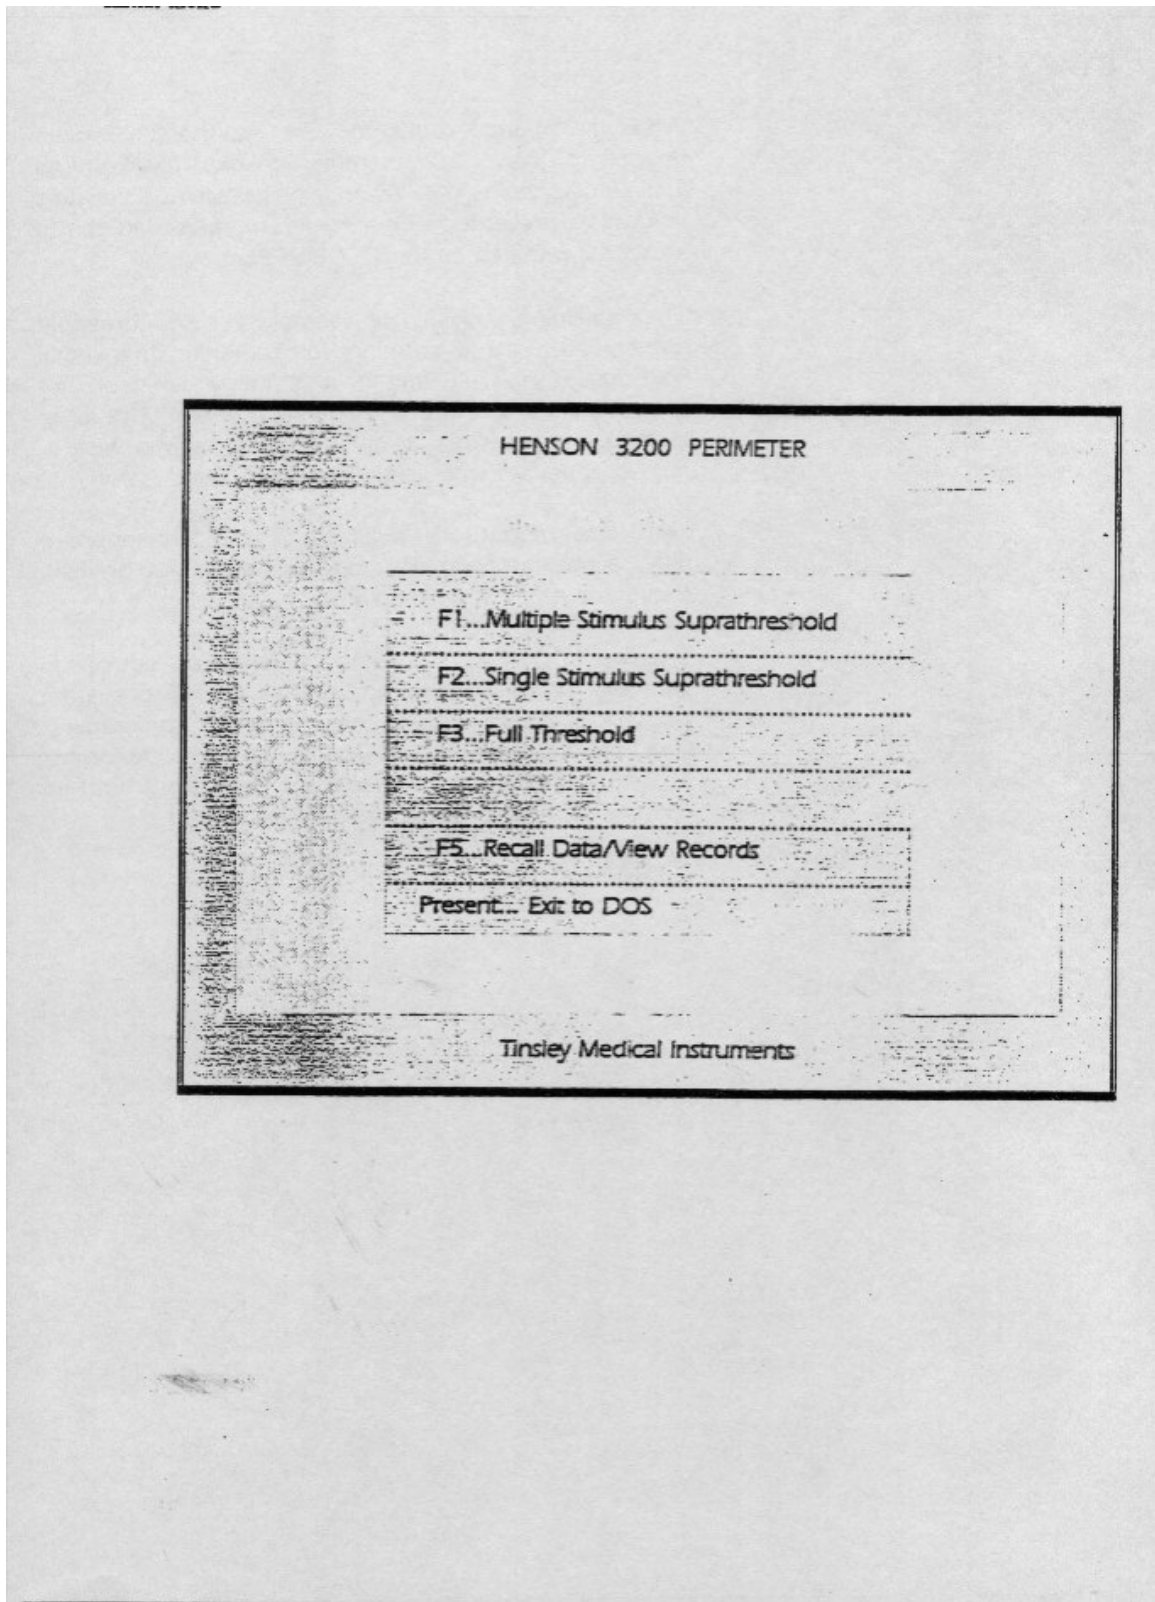 HENSON 3200 PERIMETER
F1...Multiple Stimulus Suprathreshold
F2...Single Stimulus Suprathreshold
F3...Full Threshold
F5...Recall Data/View Records
Present... Exit to DOS
Tinsley Medical Instruments